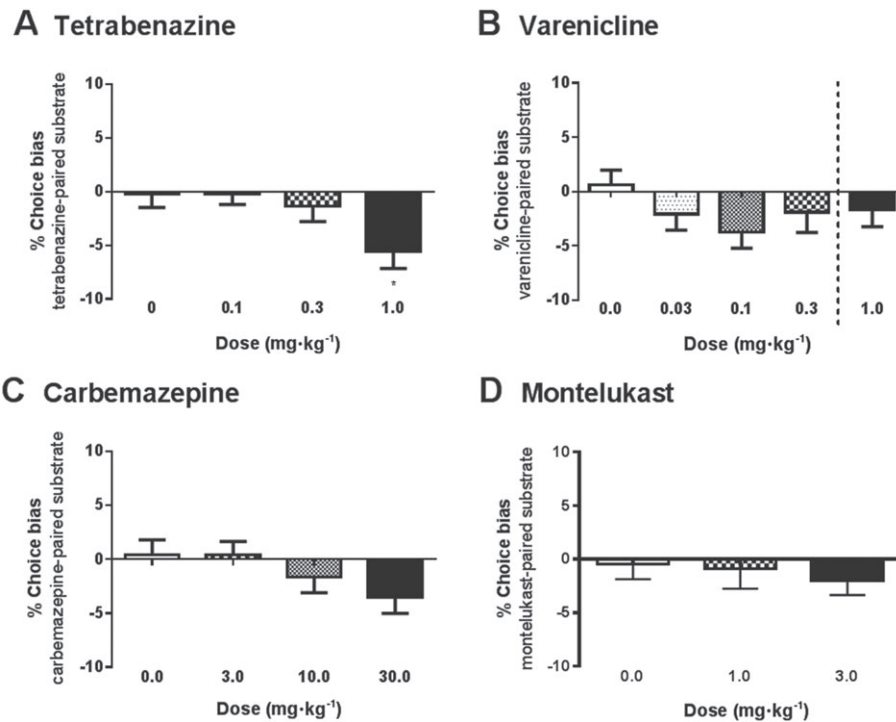 A Tetrabenazine
% Choice bias
tetrabenazine-paired substrate
10
5
0
-5
-10
*
0 0.1 0.3 1.0
Dose (mg·kg⁻¹)
B Varenicline
% Choice bias
varenicline-paired substrate
10
5
0
-5
-10
0.0 0.03 0.1 0.3 1.0
Dose (mg·kg⁻¹)
C Carbemazepine
% Choice bias
carbemazepine-paired substrate
10
5
0
-5
-10
0.0 3.0 10.0 30.0
Dose (mg·kg⁻¹)
D Montelukast
% Choice bias
montelukast-paired substrate
10
5
0
-5
-10
0.0 1.0 3.0
Dose (mg·kg⁻¹)